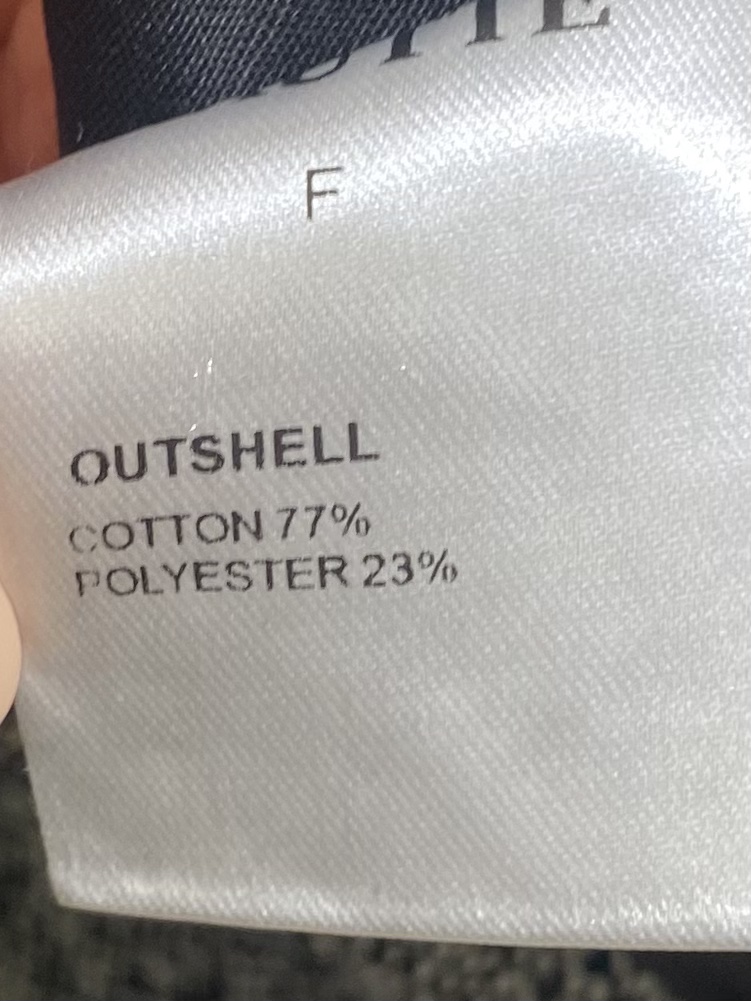 F
OUTSHELL
COTTON 77%
POLYESTER 23%